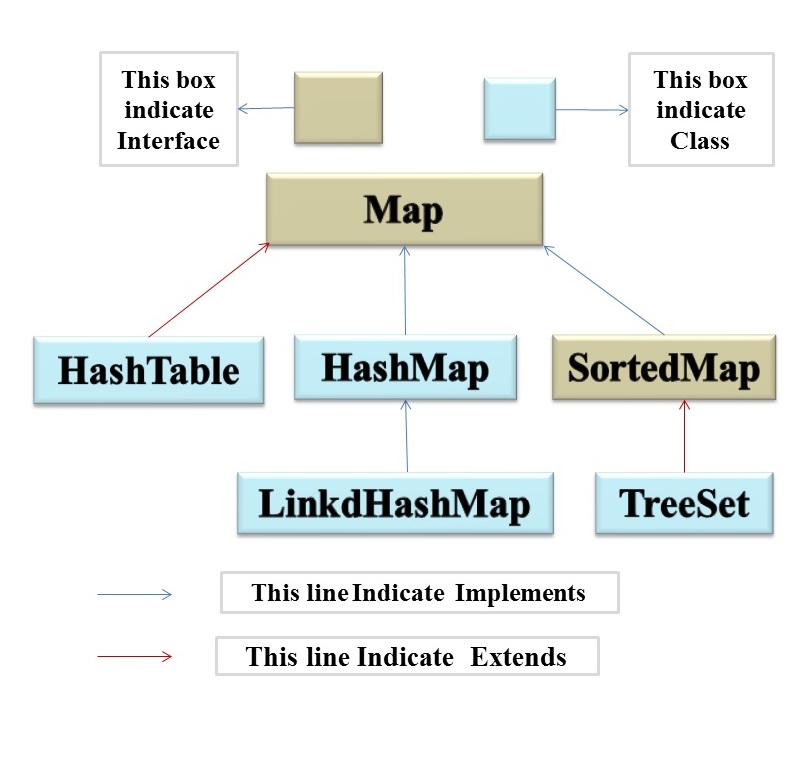 This box
indicate
Interface
This box
indicate
Class
Map
HashTable
HashMap
SortedMap
LinkdHashMap
TreeSet
This line Indicate Implements
This line Indicate Extends